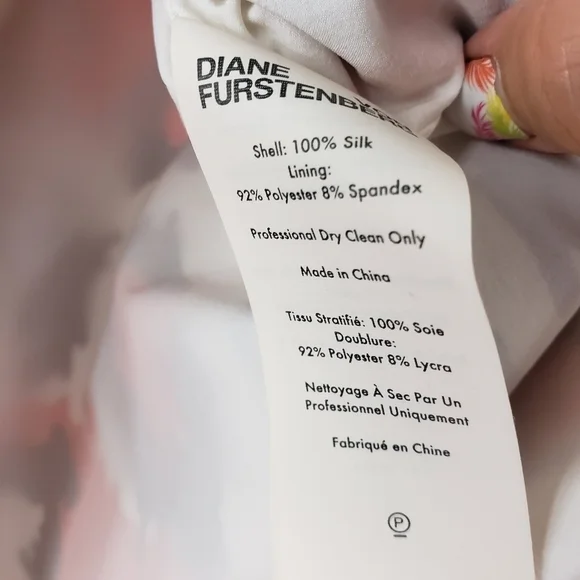 DIANE
FURSTENBERG
Shell: 100% Silk
Lining:
92% Polyester 8% Spandex
Professional Dry Clean Only
Made in China
Tissu Stratifié: 100% Soie
Doublure:
92% Polyester 8% Lycra
Nettoyage À Sec Par Un
Professionnel Uniquement
Fabriqué en Chine
P